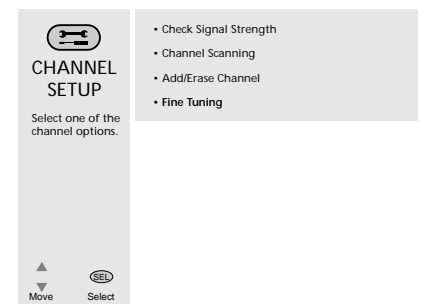 CHANNEL
SETUP
Select one of the
channel options.
• Check Signal Strength
• Channel Scanning
• Add/Erase Channel
• Fine Tuning
SEL
Move Select